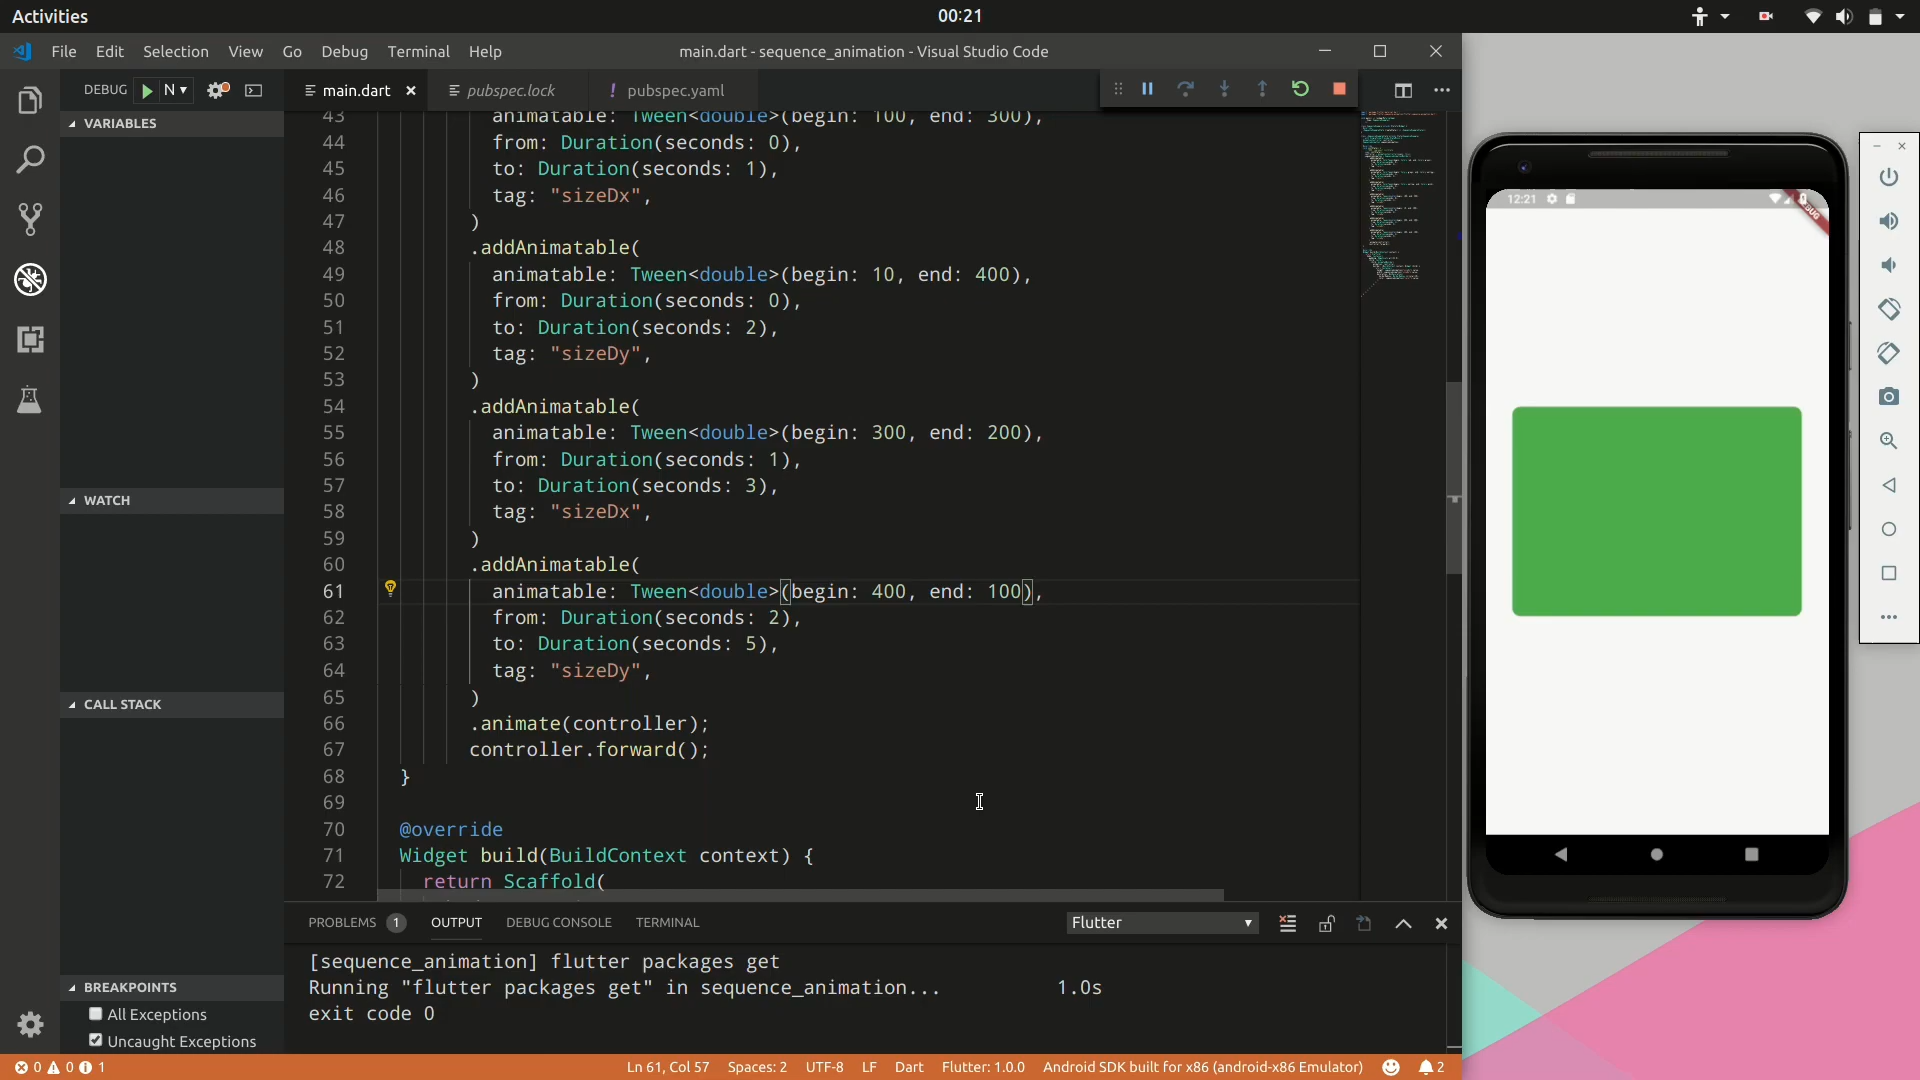 Activities
00:21
File Edit Selection View Go Debug Terminal Help
main.dart - sequence_animation - Visual Studio Code
DEBUG N
main.dart
pubspec.lock
! pubspec.yaml
VARIABLES
WATCH
CALL STACK
BREAKPOINTS
All Exceptions
Uncaught Exceptions
43 animatable: Tween<double>(begin: 100, end: 300),
44 from: Duration(seconds: 0),
45 to: Duration(seconds: 1),
46 tag: "sizeDx",
47 )
48 .addAnimatable(
49 animatable: Tween<double>(begin: 10, end: 400),
50 from: Duration(seconds: 0),
51 to: Duration(seconds: 2),
52 tag: "sizeDy",
53 )
54 .addAnimatable(
55 animatable: Tween<double>(begin: 300, end: 200),
56 from: Duration(seconds: 1),
57 to: Duration(seconds: 3),
58 tag: "sizeDx",
59 )
60 .addAnimatable(
61 animatable: Tween<double>(begin: 400, end: 100),
62 from: Duration(seconds: 2),
63 to: Duration(seconds: 5),
64 tag: "sizeDy",
65 )
66 .animate(controller);
67 controller.forward();
68 }
69
70 @override
71 Widget build(BuildContext context) {
72 return Scaffold(
PROBLEMS 1 OUTPUT DEBUG CONSOLE TERMINAL
Flutter
[sequence_animation] flutter packages get
Running "flutter packages get" in sequence_animation... 1.0s
exit code 0
0 0 1
Ln 61, Col 57 Spaces: 2 UTF-8 LF Dart Flutter: 1.0.0 Android SDK built for x86 (android-x86 Emulator) 2
12:21